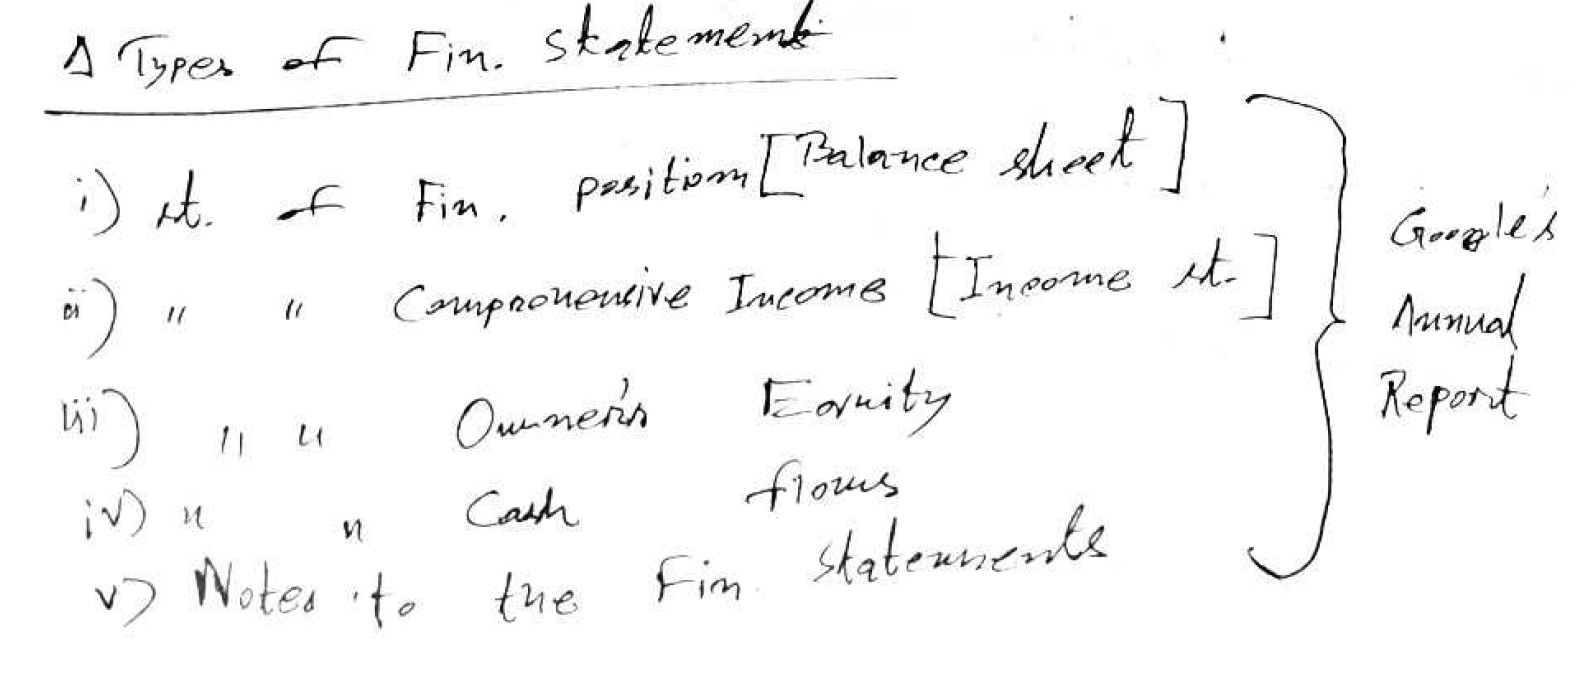 Δ Types of Fin. statements
i) st. of Fin. position [Balance sheet]
ii) " " Comprehensive Income [Income st.]
iii) " " Owner's Equity
iv) " " Cash flows
v) Notes to the Fin. statements
Google's
Annual
Report